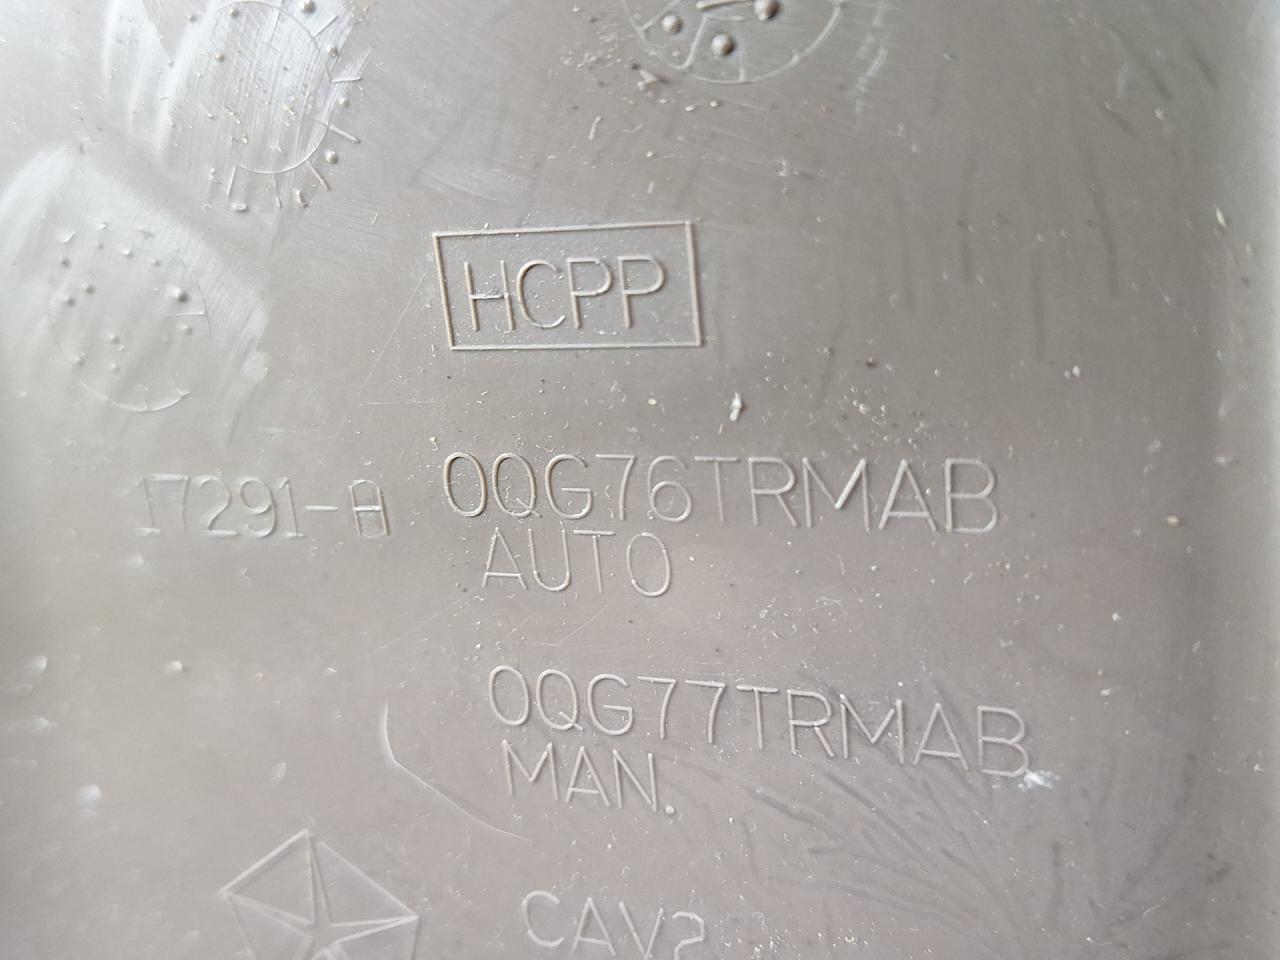 HCPP
17291-A 0QG76TRMAB
AUTO
0QG77TRMAB
MAN.
CAV2